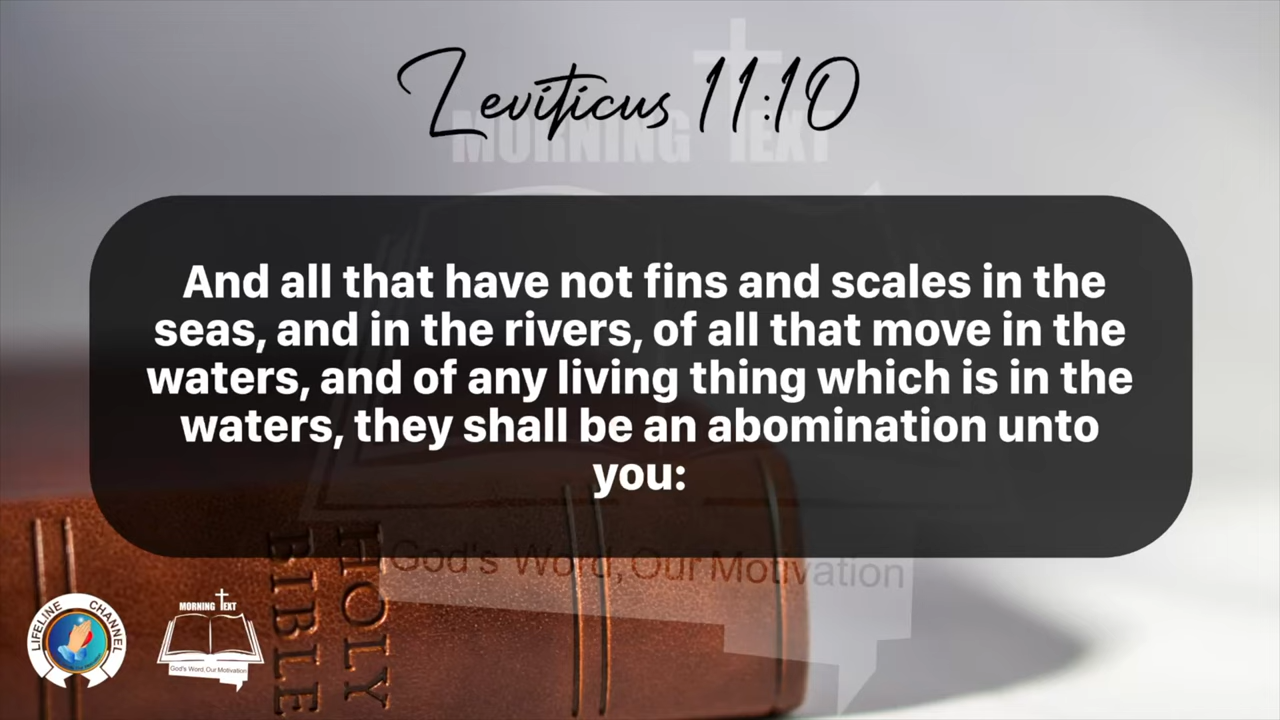 Leviticus 11:10
MORNING TEXT
And all that have not fins and scales in the
seas, and in the rivers, of all that move in the
waters, and of any living thing which is in the
waters, they shall be an abomination unto
you:
God's Word, Our Motivation
HOLY
BIBLE
LIFELINE CHANNEL
MORNING TEXT
God's Word, Our Motivation